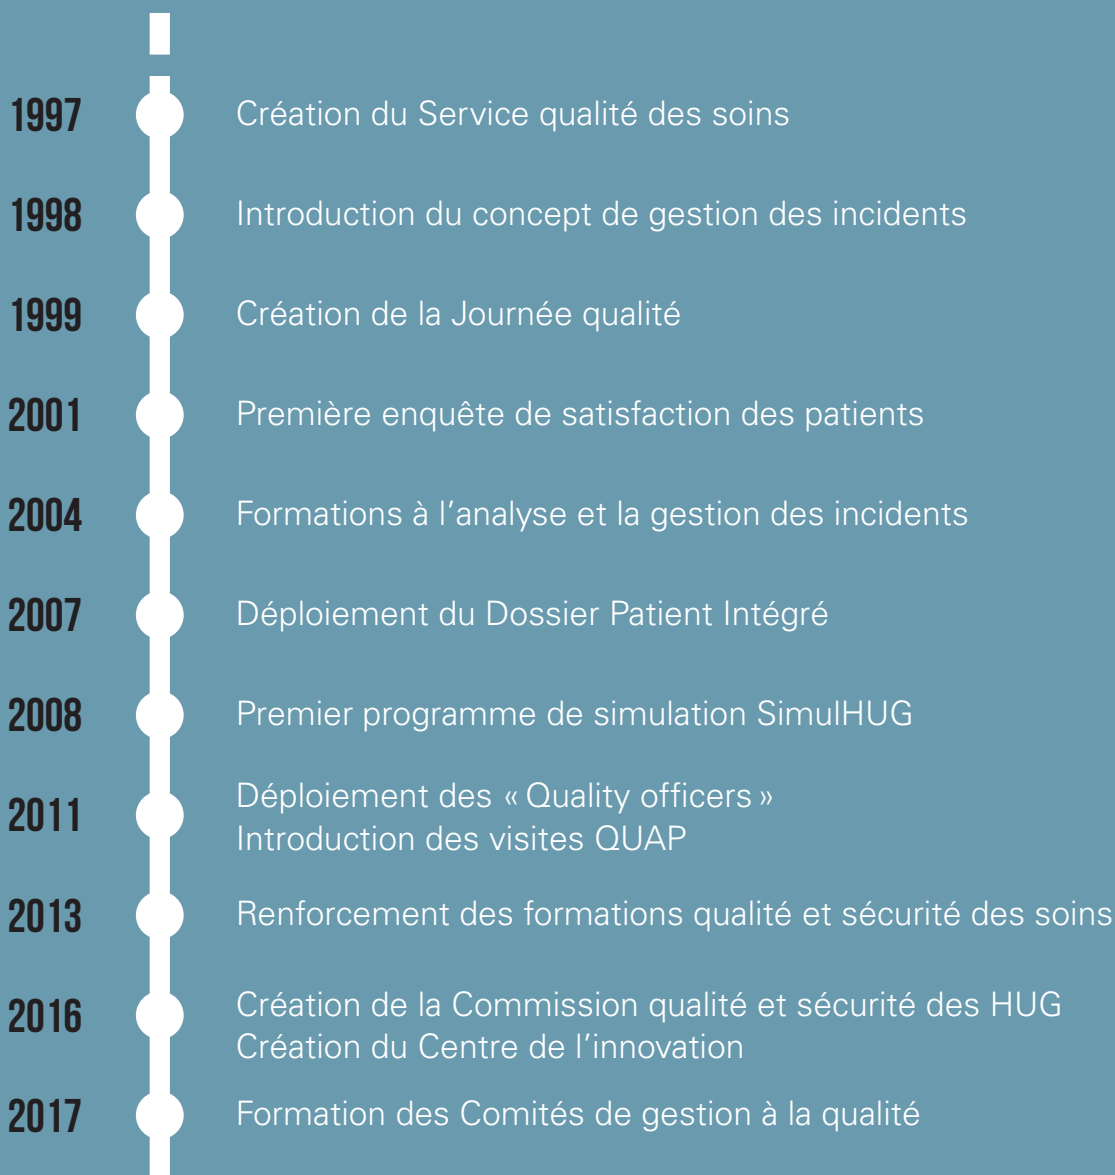 1997 Création du Service qualité des soins
1998 Introduction du concept de gestion des incidents
1999 Création de la Journée qualité
2001 Première enquête de satisfaction des patients
2004 Formations à l’analyse et la gestion des incidents
2007 Déploiement du Dossier Patient Intégré
2008 Premier programme de simulation SimulHUG
2011 Déploiement des « Quality officers »
Introduction des visites QUAP
2013 Renforcement des formations qualité et sécurité des soins
2016 Création de la Commission qualité et sécurité des HUG
Création du Centre de l’innovation
2017 Formation des Comités de gestion à la qualité